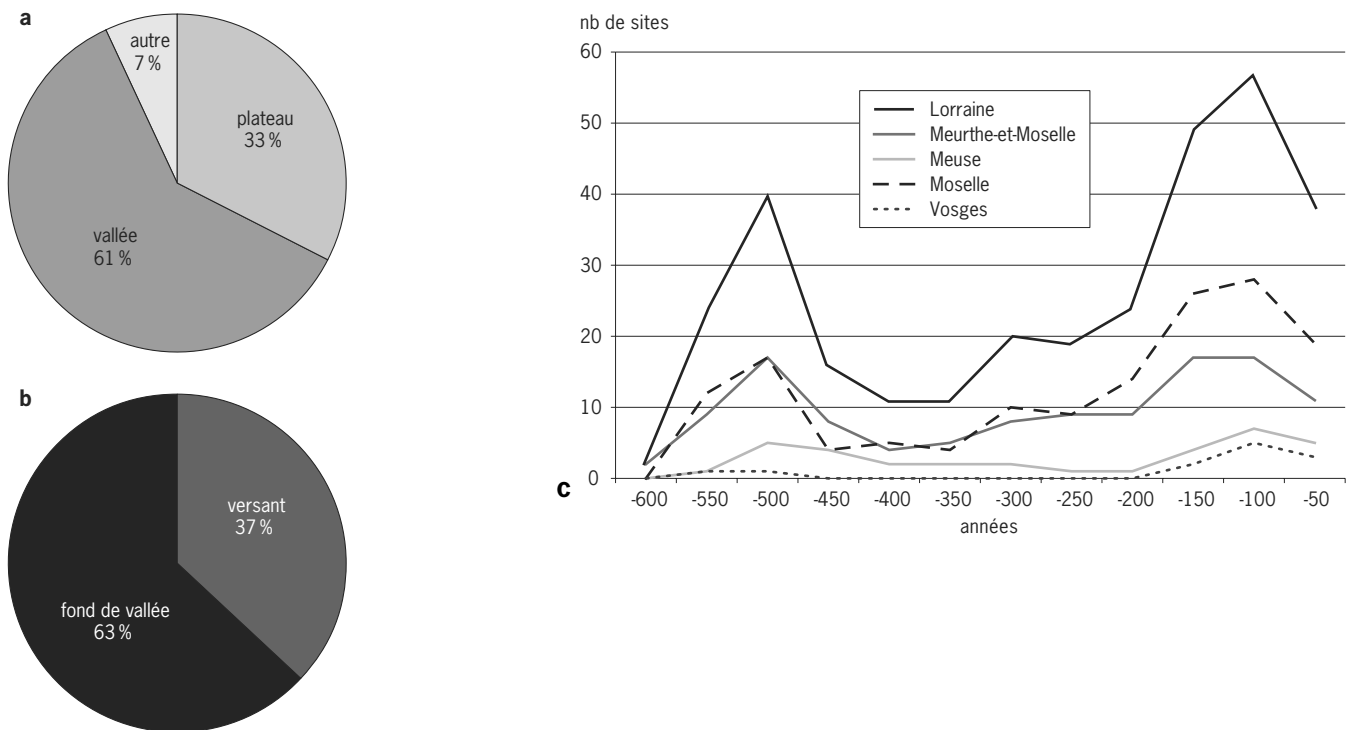 a
autre
7 %
plateau
33 %
vallée
61 %
b
versant
37 %
fond de vallée
63 %
nb de sites
60
50
40
30
20
10
0
Lorraine
Meurthe-et-Moselle
Meuse
Moselle
Vosges
c
-600 -550 -500 -450 -400 -350 -300 -250 -200 -150 -100 -50
années